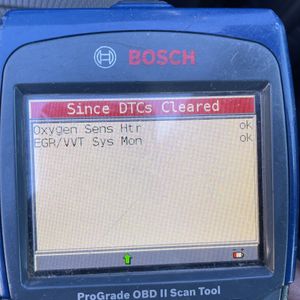 BOSCH
Since DTCs Cleared
Oxygen Sens Htr ok
EGR/VVT Sys Mon ok
ProGrade OBD II Scan Tool